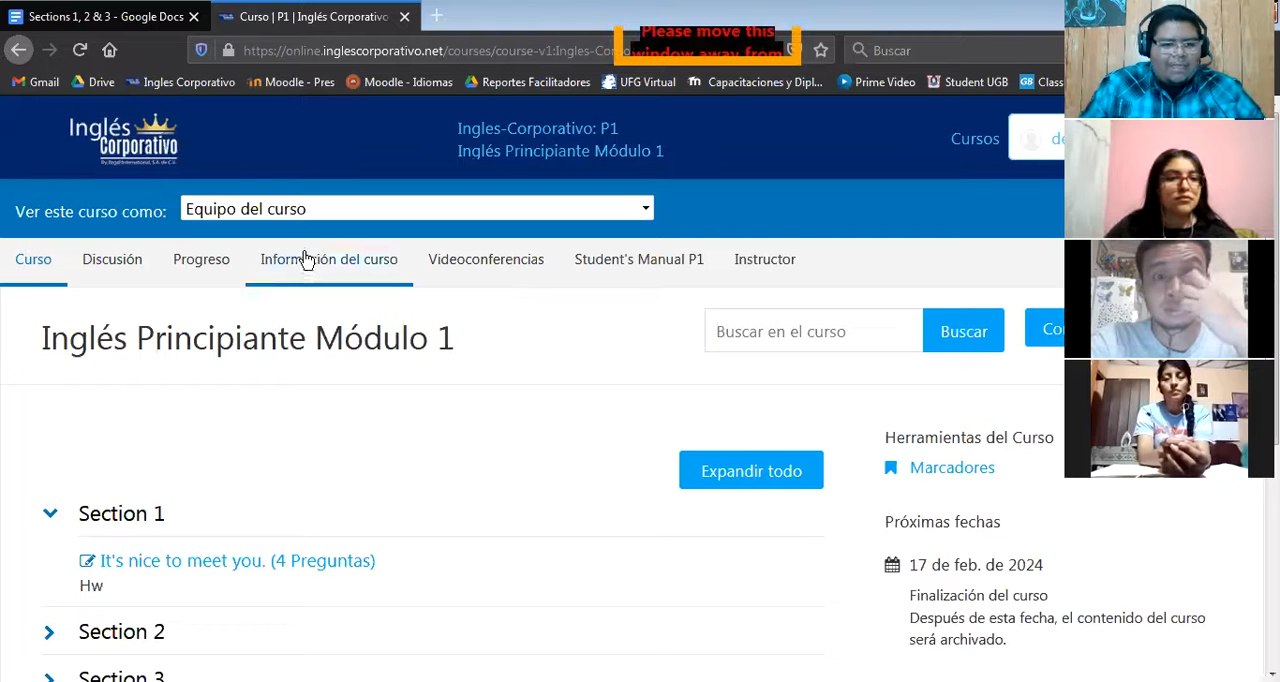 Sections 1, 2 & 3 - Google Docs
Curso | P1 | Inglés Corporativo
https://online.inglescorporativo.net/courses/course-v1:Ingles-Co
Please move this
window away from
Buscar
Gmail
Drive
Ingles Corporativo
Moodle - Pres
Moodle - Idiomas
Reportes Facilitadores
UFG Virtual
Capacitaciones y Dipl...
Prime Video
Student UGB
Class
Inglés
Corporativo
Ingles-Corporativo: P1
Inglés Principiante Módulo 1
Cursos
de
Ver este curso como:
Equipo del curso
Curso
Discusión
Progreso
Información del curso
Videoconferencias
Student's Manual P1
Instructor
Inglés Principiante Módulo 1
Buscar en el curso
Buscar
Co
Herramientas del Curso
Marcadores
Expandir todo
Section 1
It's nice to meet you. (4 Preguntas)
Hw
Section 2
Section 3
Próximas fechas
17 de feb. de 2024
Finalización del curso
Después de esta fecha, el contenido del curso
será archivado.